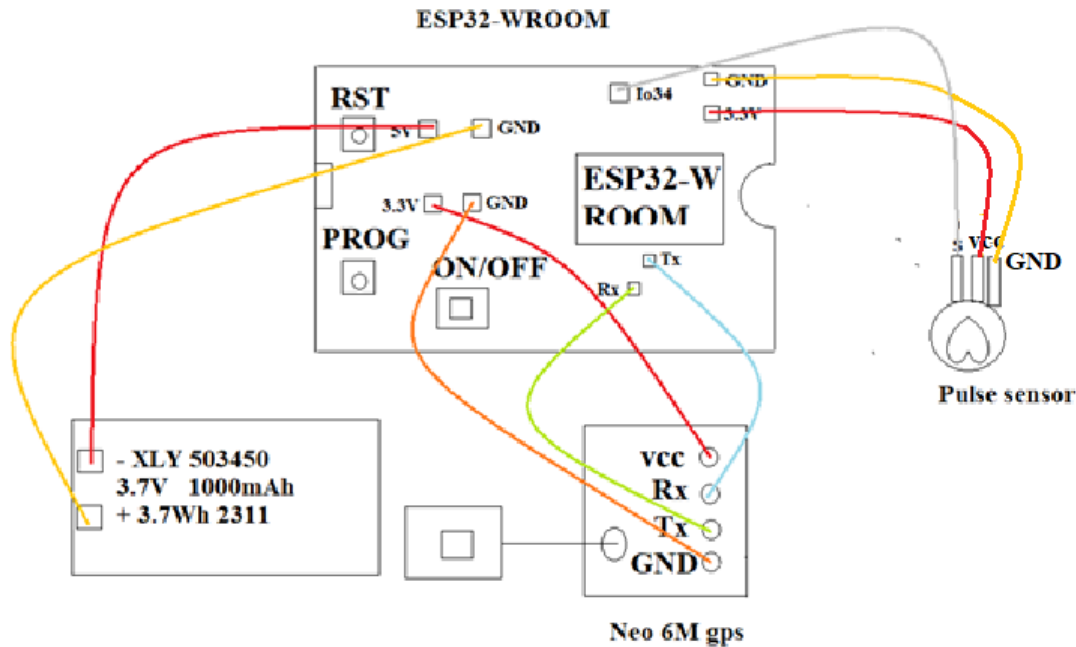 ESP32-WROOM
RST
5V
GND
Io34
GND
3.3V
3.3V
GND
ESP32-W
ROOM
PROG
ON/OFF
Tx
Rx
S vcc
GND
Pulse sensor
- XLY 503450
3.7V 1000mAh
+ 3.7Wh 2311
vcc
Rx
Tx
GND
Neo 6M gps